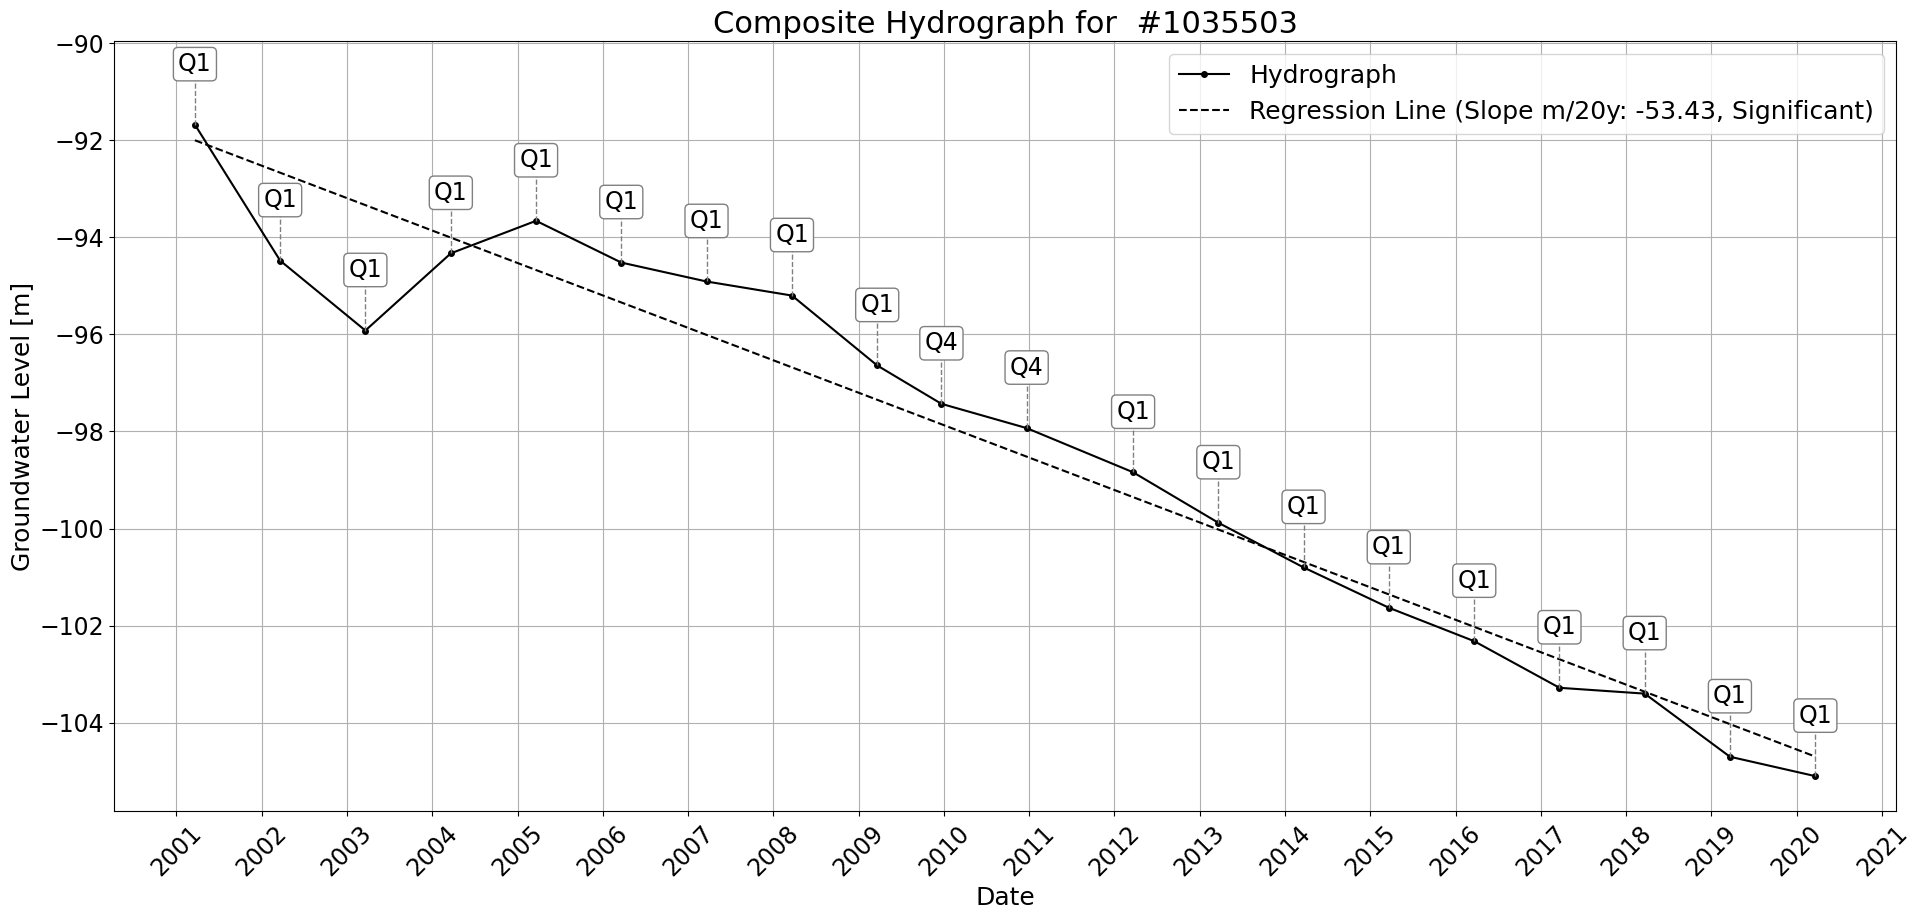 Composite Hydrograph for  #1035503
Hydrograph
Regression Line (Slope m/20y: -53.43, Significant)
Groundwater Level [m]
−90
−92
−94
−96
−98
−100
−102
−104
Q1
Q1
Q1
Q1
Q1
Q1
Q1
Q1
Q1
Q4
Q4
Q1
Q1
Q1
Q1
Q1
Q1
Q1
Q1
Q1
2001
2002
2003
2004
2005
2006
2007
2008
2009
2010
2011
2012
2013
2014
2015
2016
2017
2018
2019
2020
2021
Date